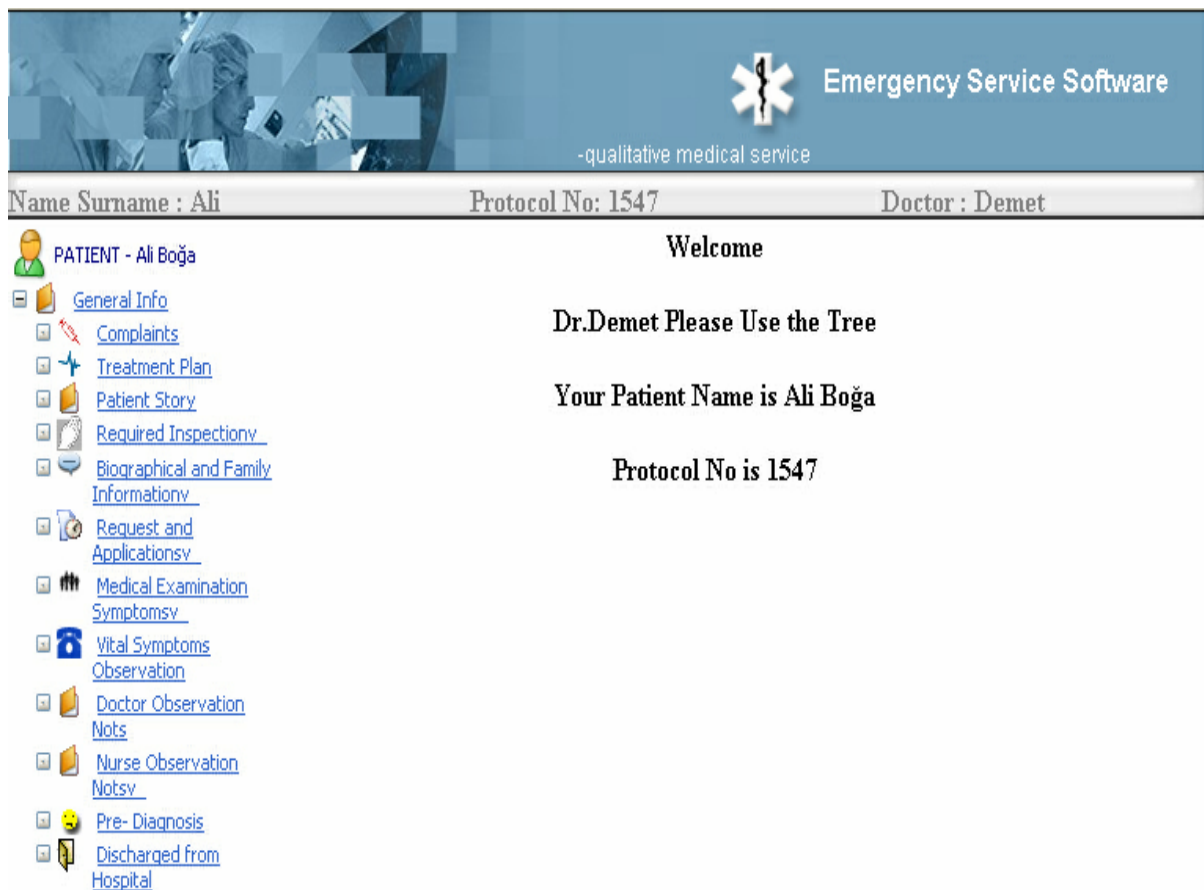 Emergency Service Software
-qualitative medical service
Name Surname : Ali Protocol No: 1547 Doctor : Demet
PATIENT - Ali Boğa
General Info
Complaints
Treatment Plan
Patient Story
Required Inspectionv
Biographical and Family
Informationv
Request and
Applicationsv
Medical Examination
Symptomsv
Vital Symptoms
Observation
Doctor Observation
Nots
Nurse Observation
Notsv
Pre- Diagnosis
Discharged from
Hospital
Welcome
Dr.Demet Please Use the Tree
Your Patient Name is Ali Boğa
Protocol No is 1547